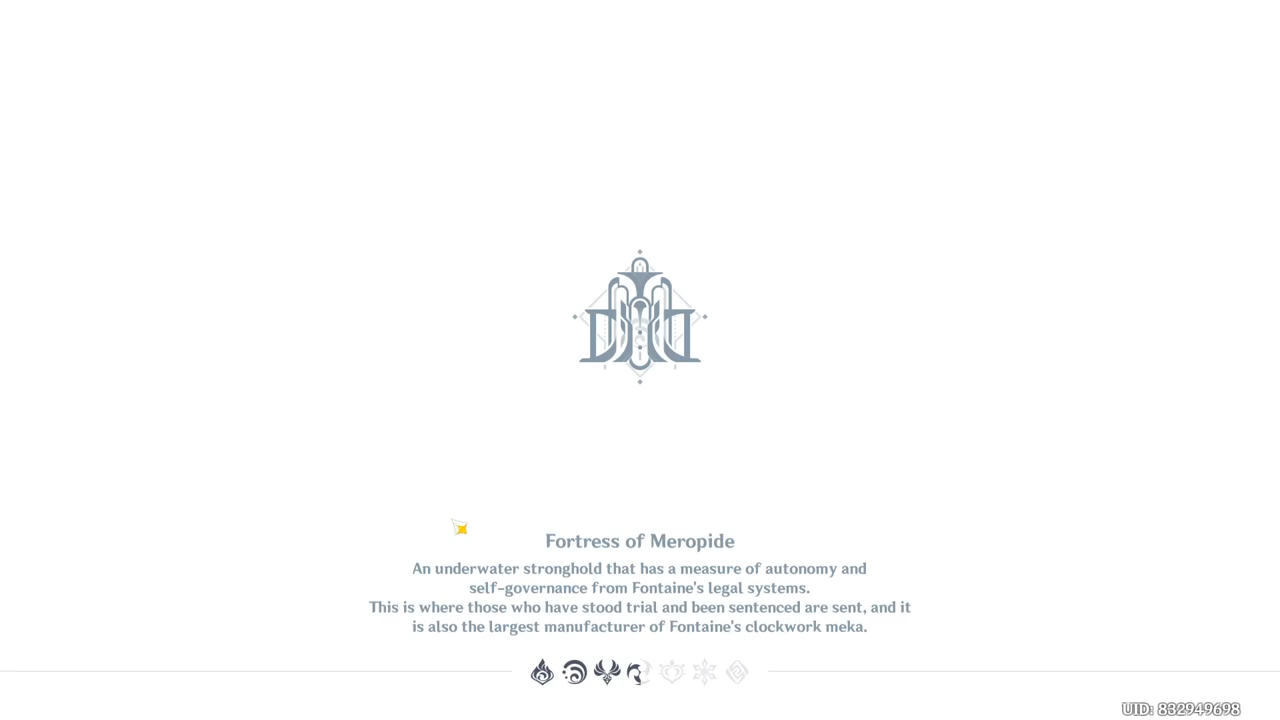 Fortress of Meropide
An underwater stronghold that has a measure of autonomy and
self-governance from Fontaine's legal systems.
This is where those who have stood trial and been sentenced are sent, and it
is also the largest manufacturer of Fontaine's clockwork meka.
UID: 832949698